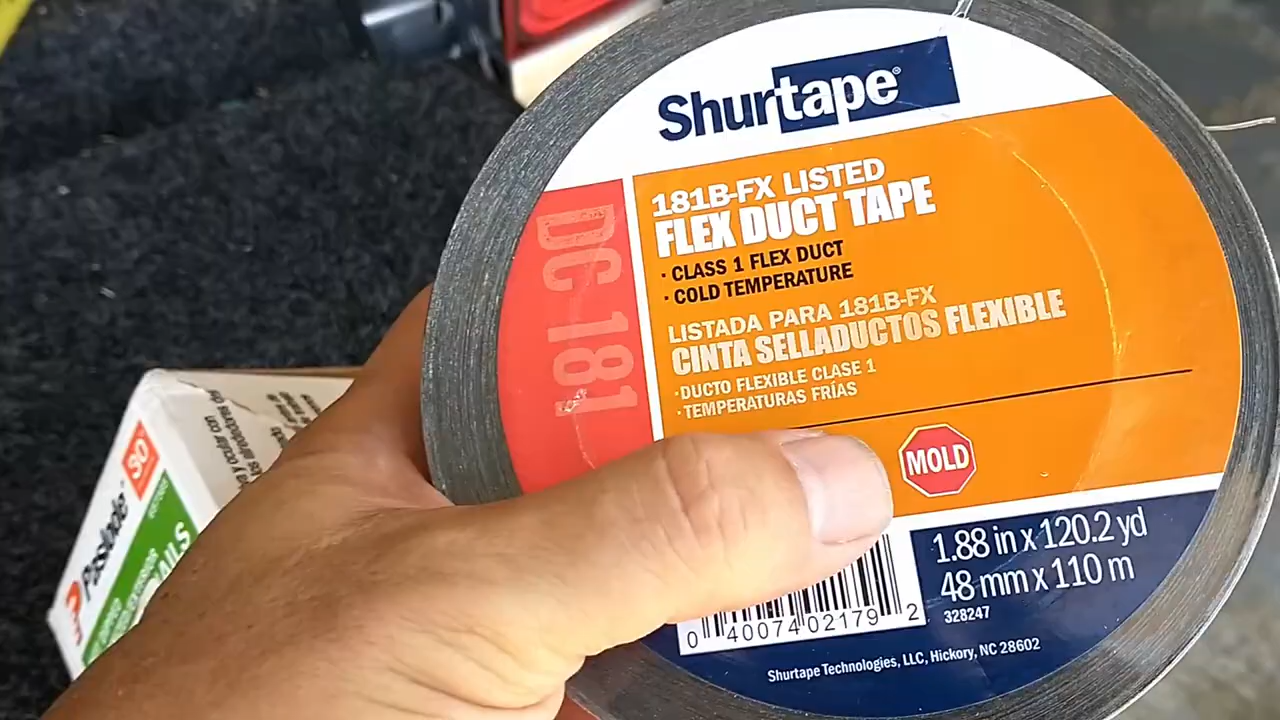 Shurtape®
181B-FX LISTED
FLEX DUCT TAPE
· CLASS 1 FLEX DUCT
· COLD TEMPERATURE
LISTADA PARA 181B-FX
CINTA SELLADUCTOS FLEXIBLE
· DUCTO FLEXIBLE CLASE 1
· TEMPERATURAS FRÍAS
DC-181
MOLD
1.88 in x 120.2 yd
48 mm x 110 m
328247
0 40074 02179 2
Shurtape Technologies, LLC, Hickory, NC 28602
Paslode
30